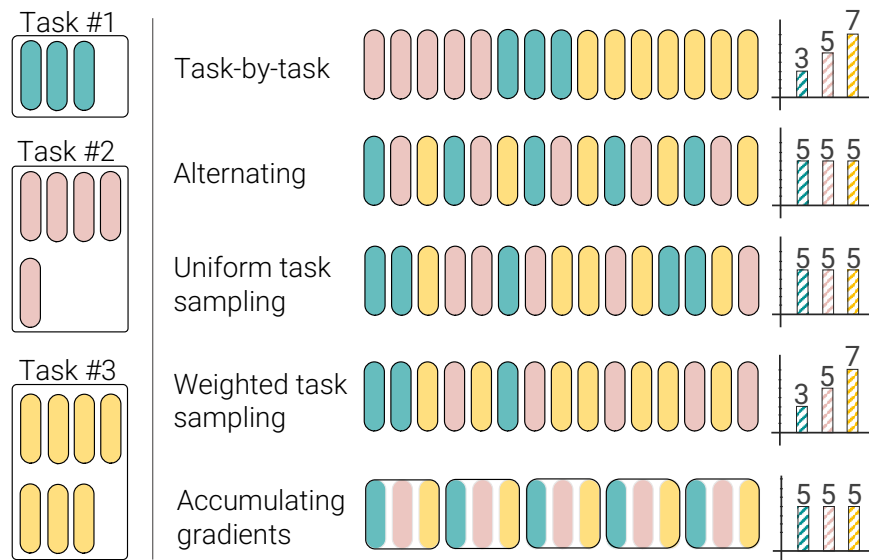 Task #1
Task #2
Task #3
Task-by-task
3 5 7
Alternating
5 5 5
Uniform task
sampling
5 5 5
Weighted task
sampling
3 5 7
Accumulating
gradients
5 5 5